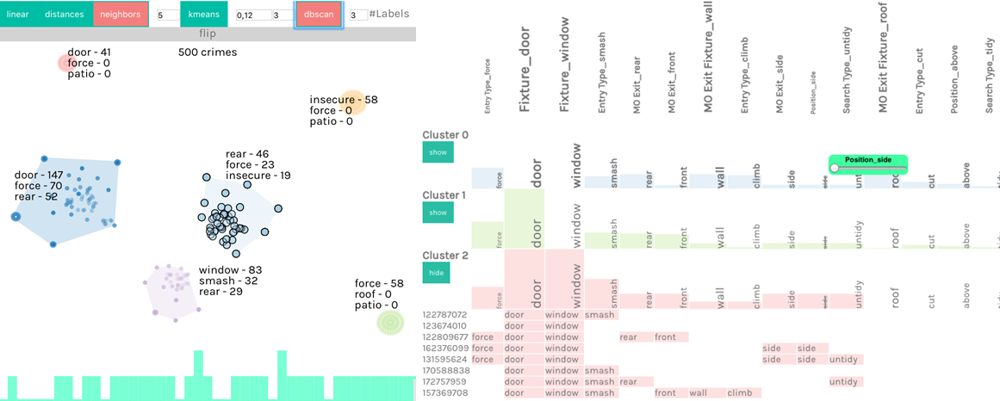 linear distances neighbors 5 kmeans 0,12 3 dbscan 3 #Labels
flip
door - 41
force - 0
patio - 0
500 crimes
insecure - 58
force - 0
patio - 0
rear - 46
force - 23
insecure - 19
door - 147
force - 70
rear - 52
window - 83
smash - 32
rear - 29
force - 58
roof - 0
patio - 0
Entry Type_force
Fixture_door
Fixture_window
Entry Type_smash
MO Exit_rear
MO Exit_front
MO Exit Fixture_wall
Entry Type_climb
MO Exit_side
Position_side
Search Type_untidy
MO Exit Fixture_roof
Entry Type_cut
Position_above
Search Type_tidy
Cluster 0
show
Position_side
force door window smash rear front wall climb side side unt roo cut above
Cluster 1
show
force door window smash rear front wall climb side side untidy roof cut above
Cluster 2
hide
force door window smash rear front wall climb side side untidy roof cut above
122787072 door window smash
123674010 door window
122809677 force door window rear front
162376099 force door window side side
131595624 force door window side side untidy
170588838 door window smash
172757959 door window smash rear untidy
157369708 door window front wall climb